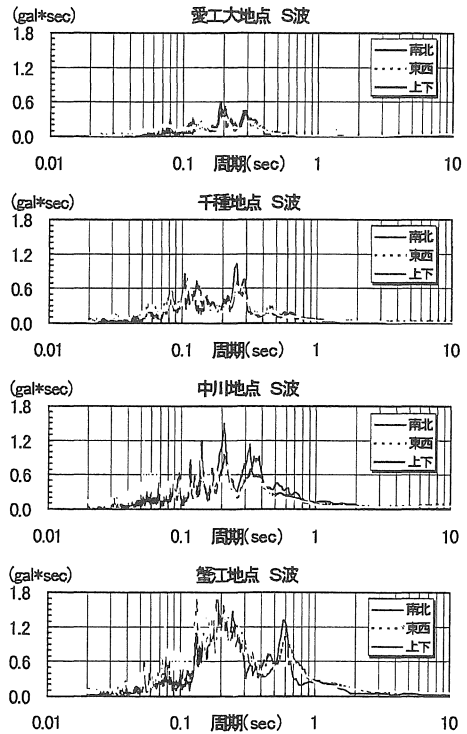 愛工大地点 S波
(gal*sec)
1.8
1.2
0.6
0.0
南北
東西
上下
0.01 0.1 周期(sec) 1 10
千種地点 S波
(gal*sec)
1.8
1.2
0.6
0.0
南北
東西
上下
0.01 0.1 周期(sec) 1 10
中川地点 S波
(gal*sec)
1.8
1.2
0.6
0.0
南北
東西
上下
0.01 0.1 周期(sec) 1 10
蟹江地点 S波
(gal*sec)
1.8
1.2
0.6
0.0
南北
東西
上下
0.01 0.1 周期(sec) 1 10